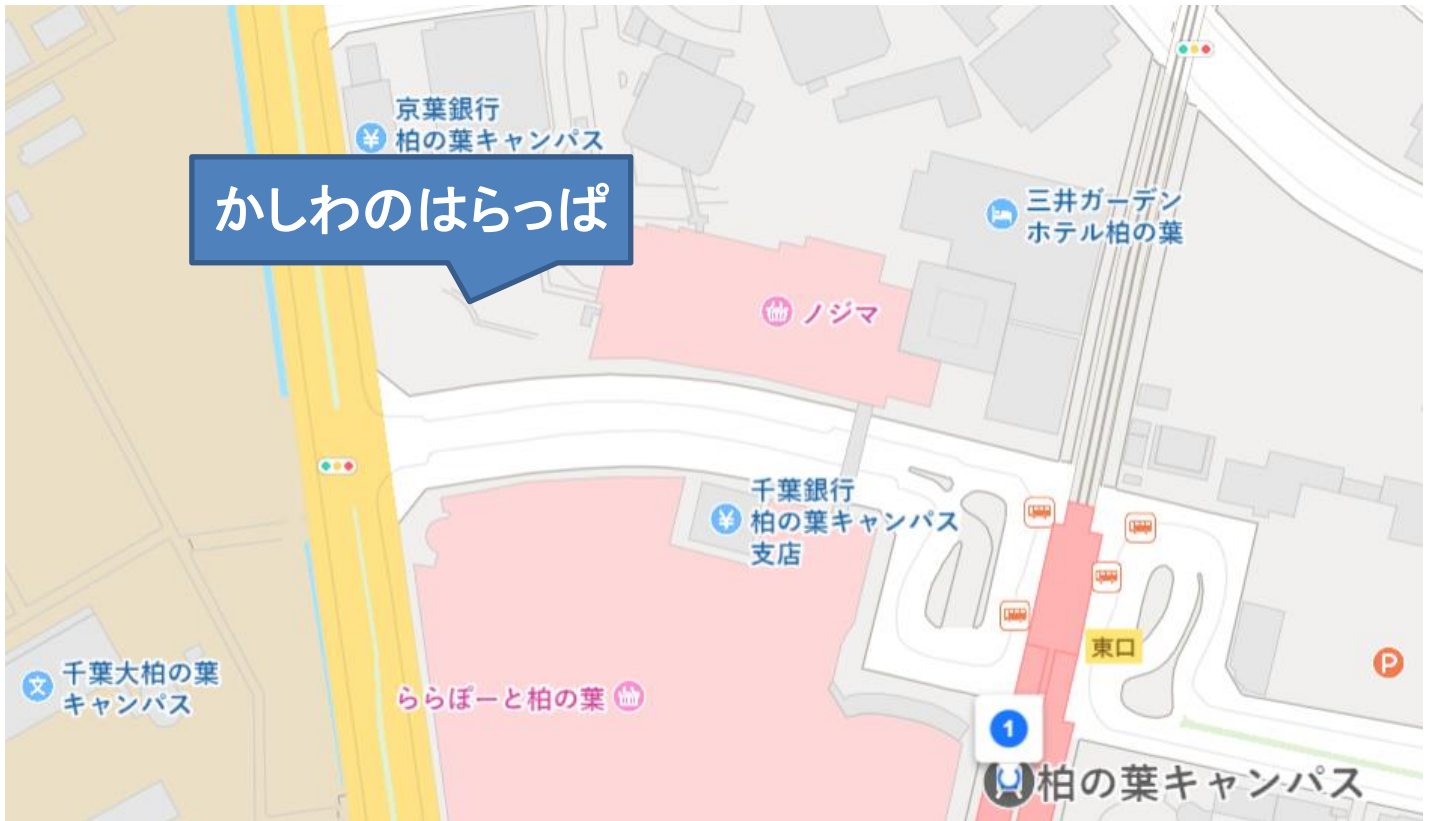 京葉銀行
柏の葉キャンパス
かしわのはらっぱ
三井ガーデン
ホテル柏の葉
ノジマ
千葉銀行
柏の葉キャンパス
支店
東口
P
文
千葉大柏の葉
キャンパス
ららぽーと柏の葉
1
柏の葉キャンパス